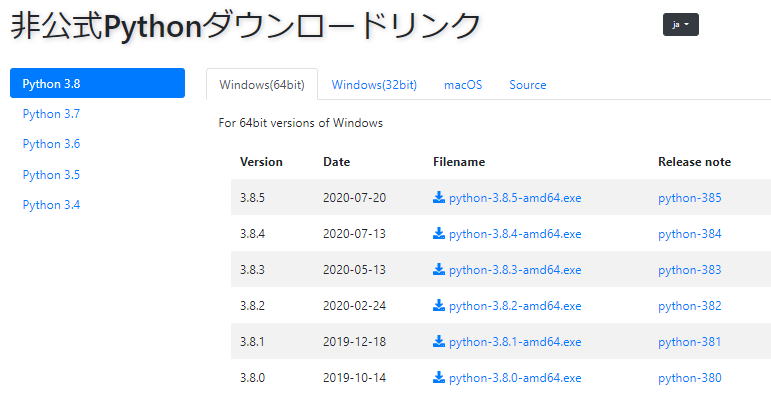 非公式Pythonダウンロードリンク
ja
Python 3.8
Python 3.7
Python 3.6
Python 3.5
Python 3.4
Windows(64bit) Windows(32bit) macOS Source
For 64bit versions of Windows
Version Date Filename Release note
3.8.5 2020-07-20 python-3.8.5-amd64.exe python-385
3.8.4 2020-07-13 python-3.8.4-amd64.exe python-384
3.8.3 2020-05-13 python-3.8.3-amd64.exe python-383
3.8.2 2020-02-24 python-3.8.2-amd64.exe python-382
3.8.1 2019-12-18 python-3.8.1-amd64.exe python-381
3.8.0 2019-10-14 python-3.8.0-amd64.exe python-380